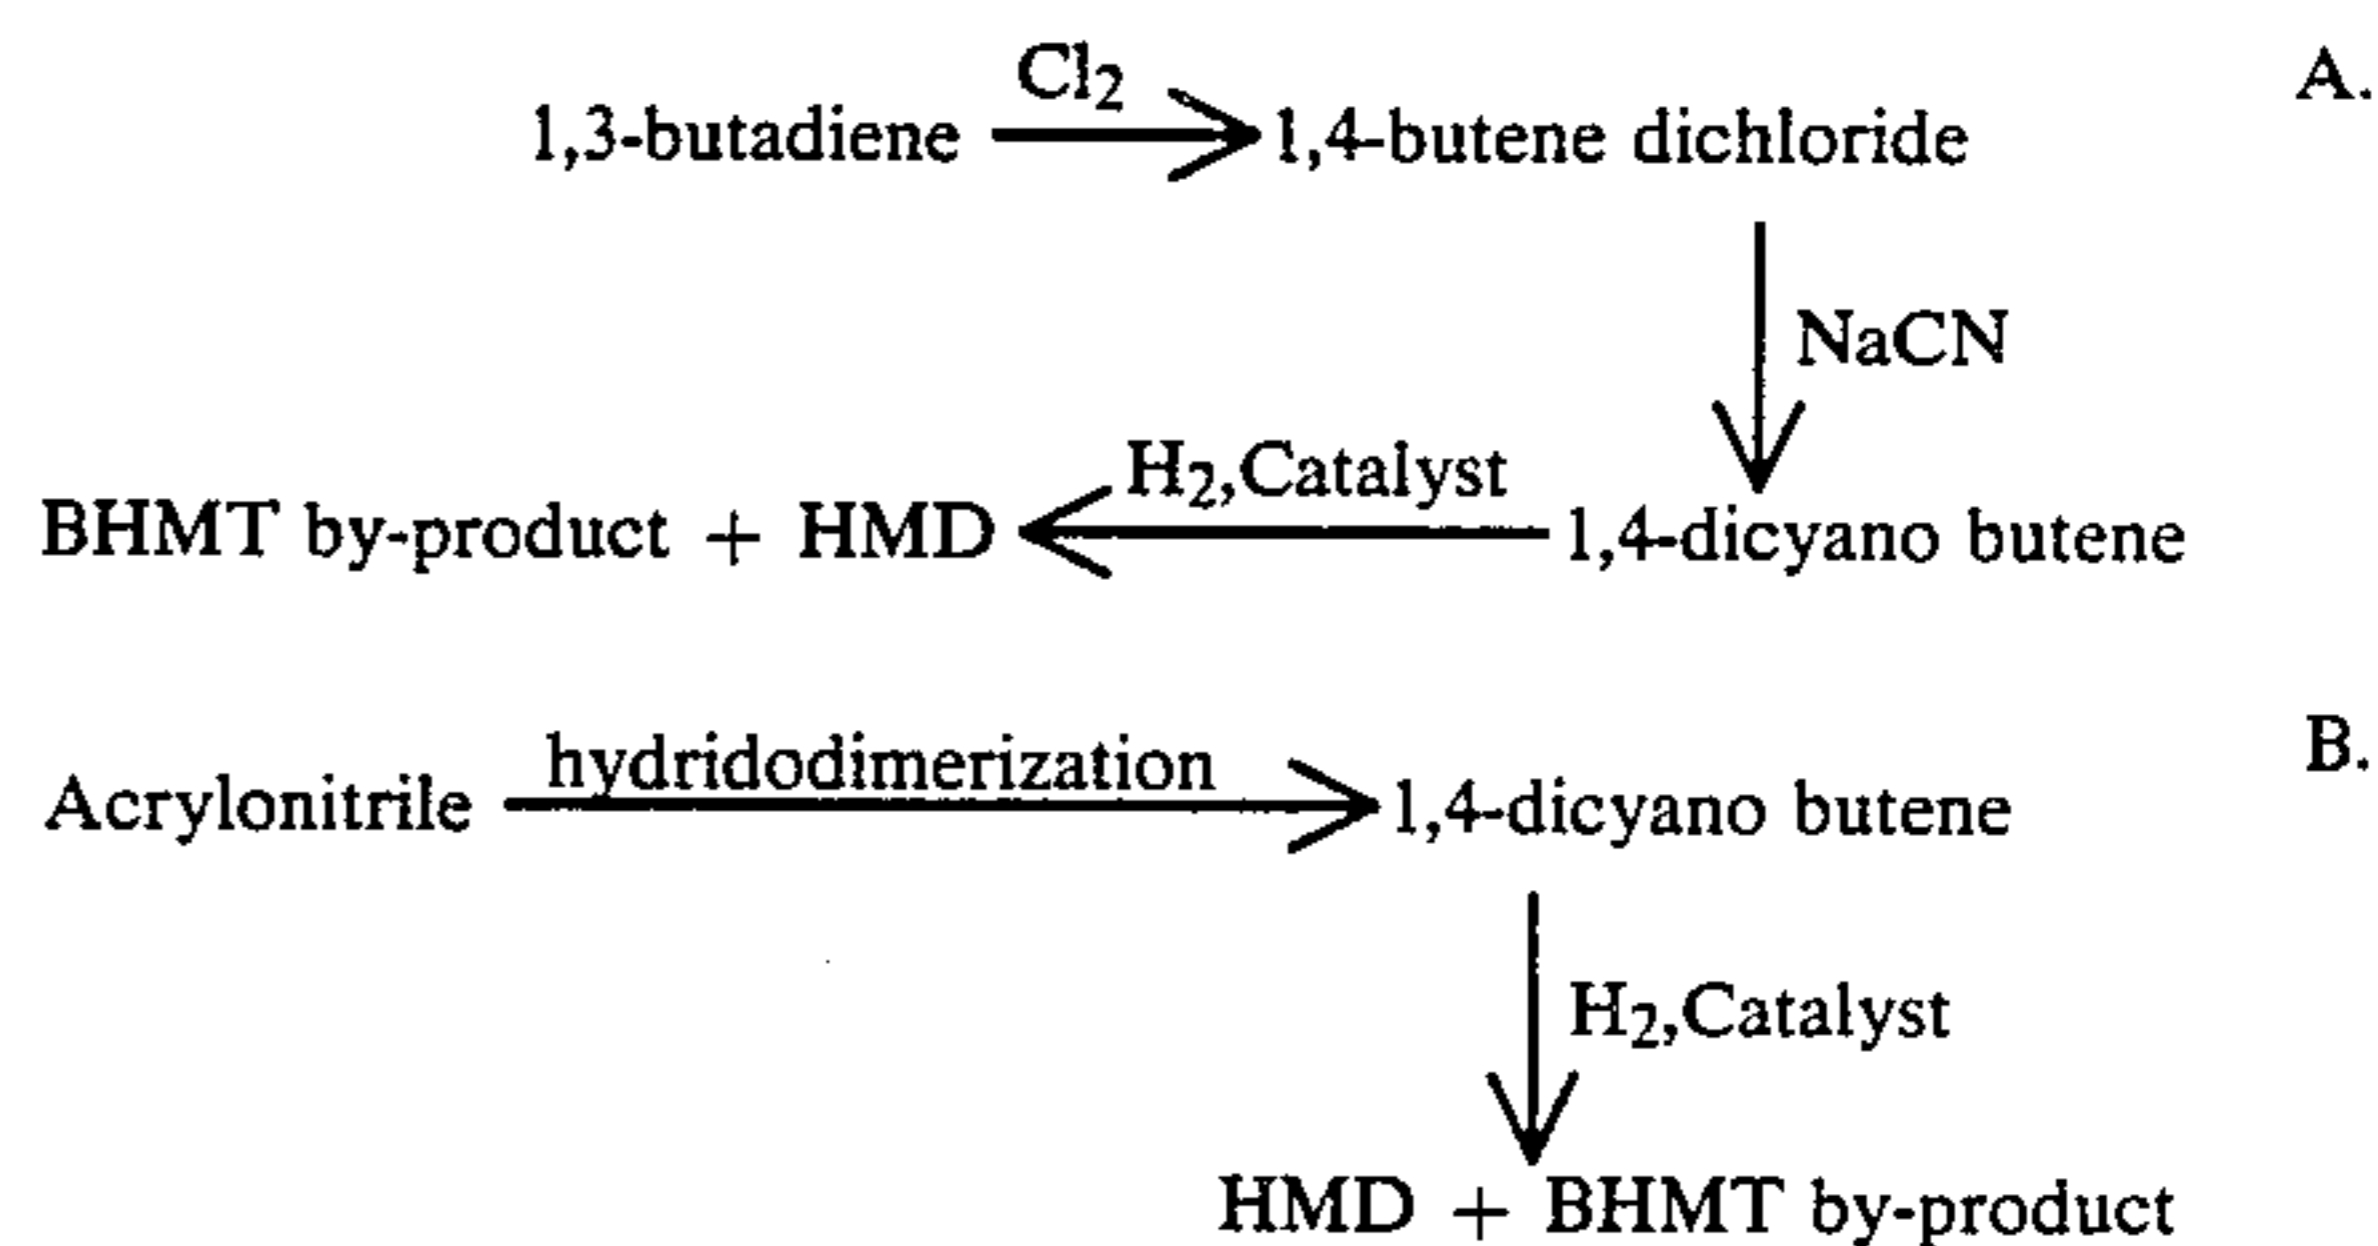 Cl2 A.
1,3-butadiene 1,4-butene dichloride
NaCN
H2,Catalyst
BHMT by-product + HMD 1,4-dicyano butene
hydridodimerization B.
Acrylonitrile 1,4-dicyano butene
H2,Catalyst
HMD + BHMT by-product